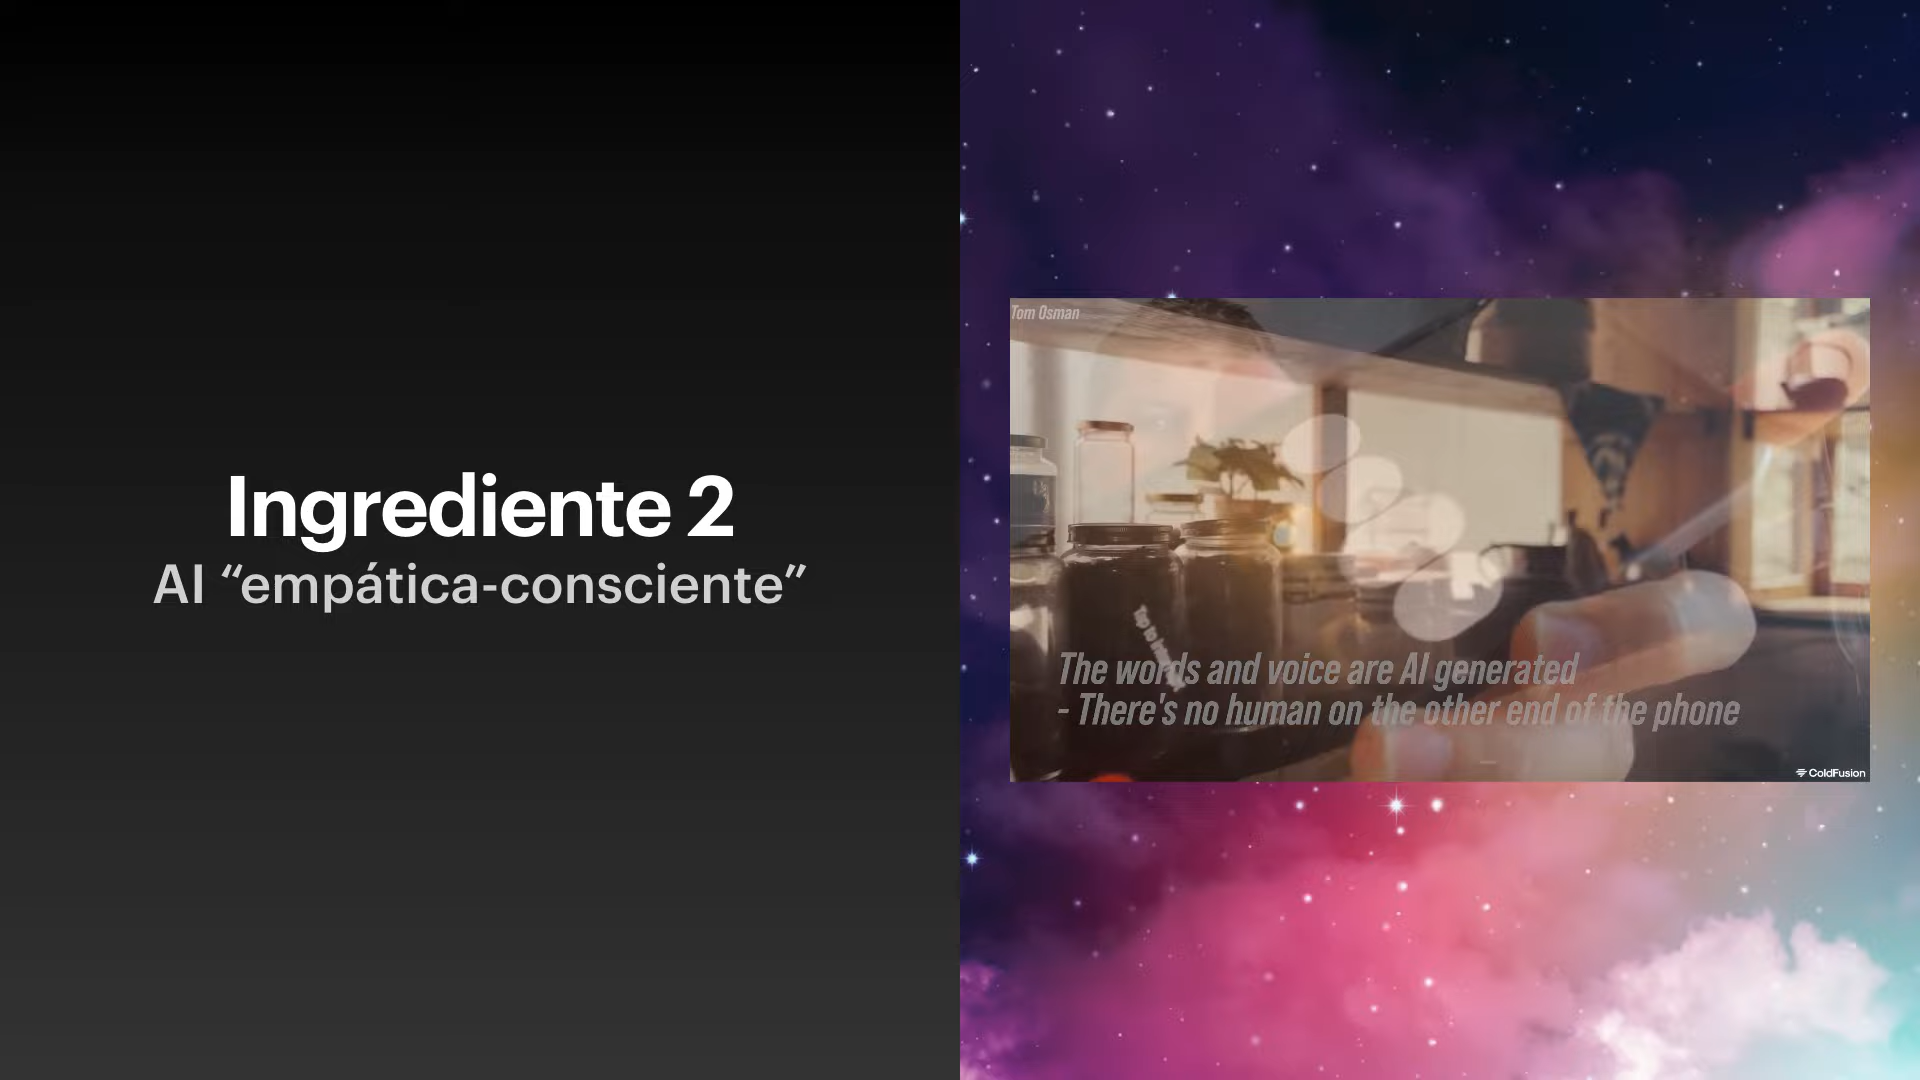 Ingrediente 2
AI “empática-consciente”
Tom Osman
The words and voice are AI generated
- There's no human on the other end of the phone
ColdFusion